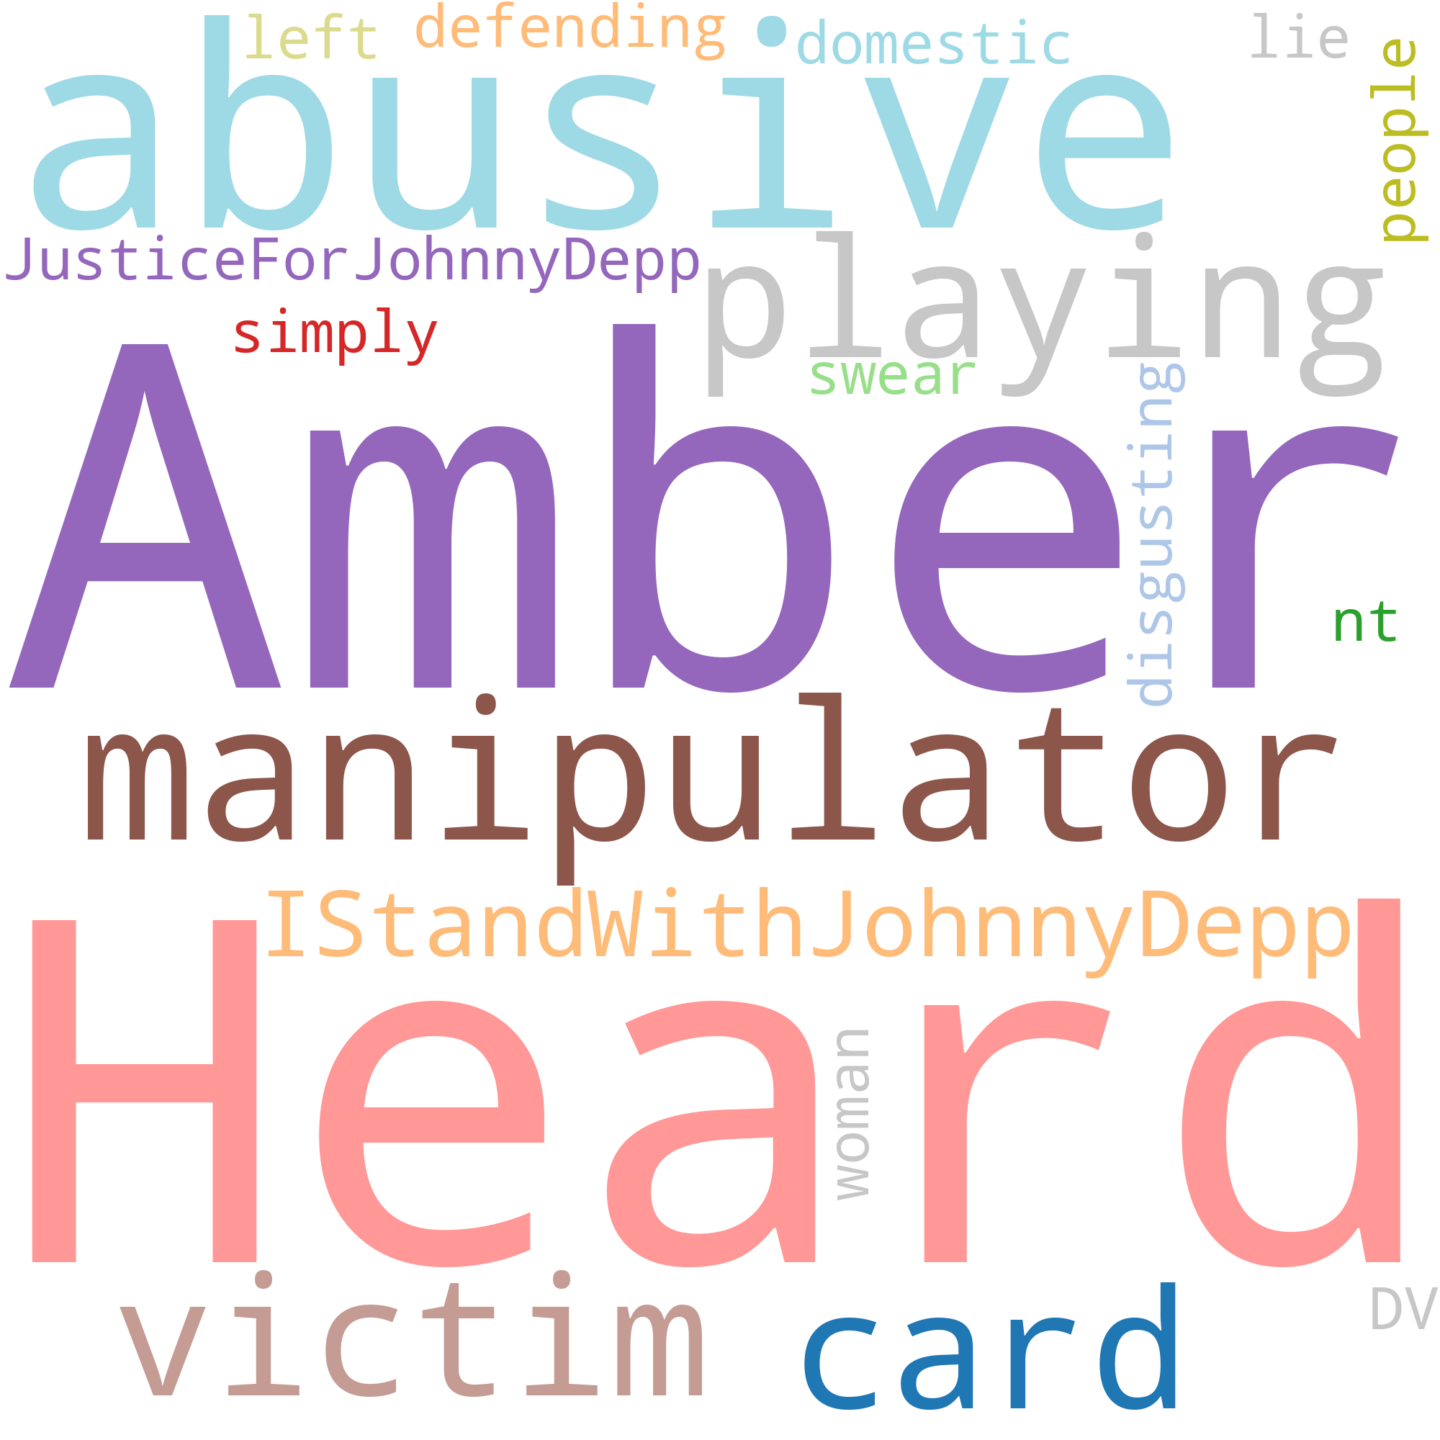 left
defending
domestic
lie
people
abusive
JusticeForJohnnyDepp
playing
simply
swear
disgusting
Amber
nt
manipulator
IStandWithJohnnyDepp
Heard
woman
victim
card
DV